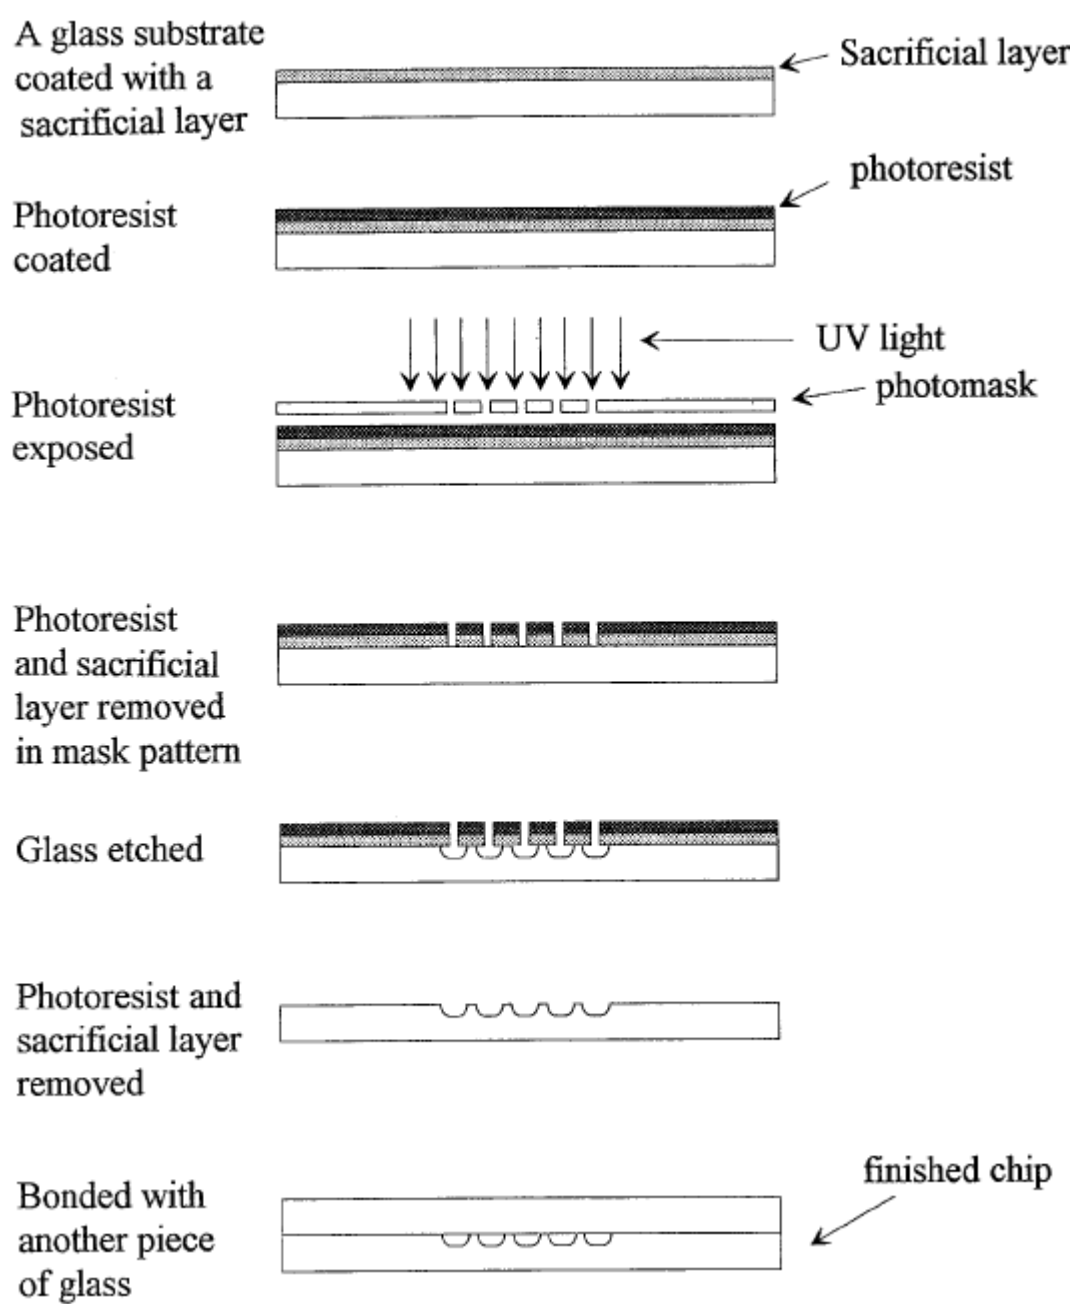 A glass substrate
coated with a
sacrificial layer
Sacrificial layer
photoresist
Photoresist
coated
UV light
photomask
Photoresist
exposed
Photoresist
and sacrificial
layer removed
in mask pattern
Glass etched
Photoresist and
sacrificial layer
removed
finished chip
Bonded with
another piece
of glass